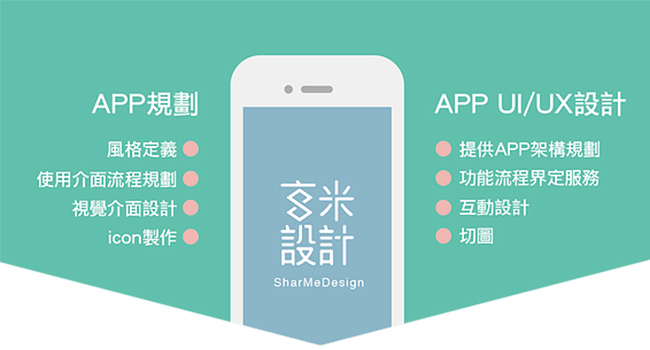 APP規劃
風格定義
使用介面流程規劃
視覺介面設計
icon製作
玄米
設計
SharMeDesign
APP UI/UX設計
提供APP架構規劃
功能流程界定服務
互動設計
切圖